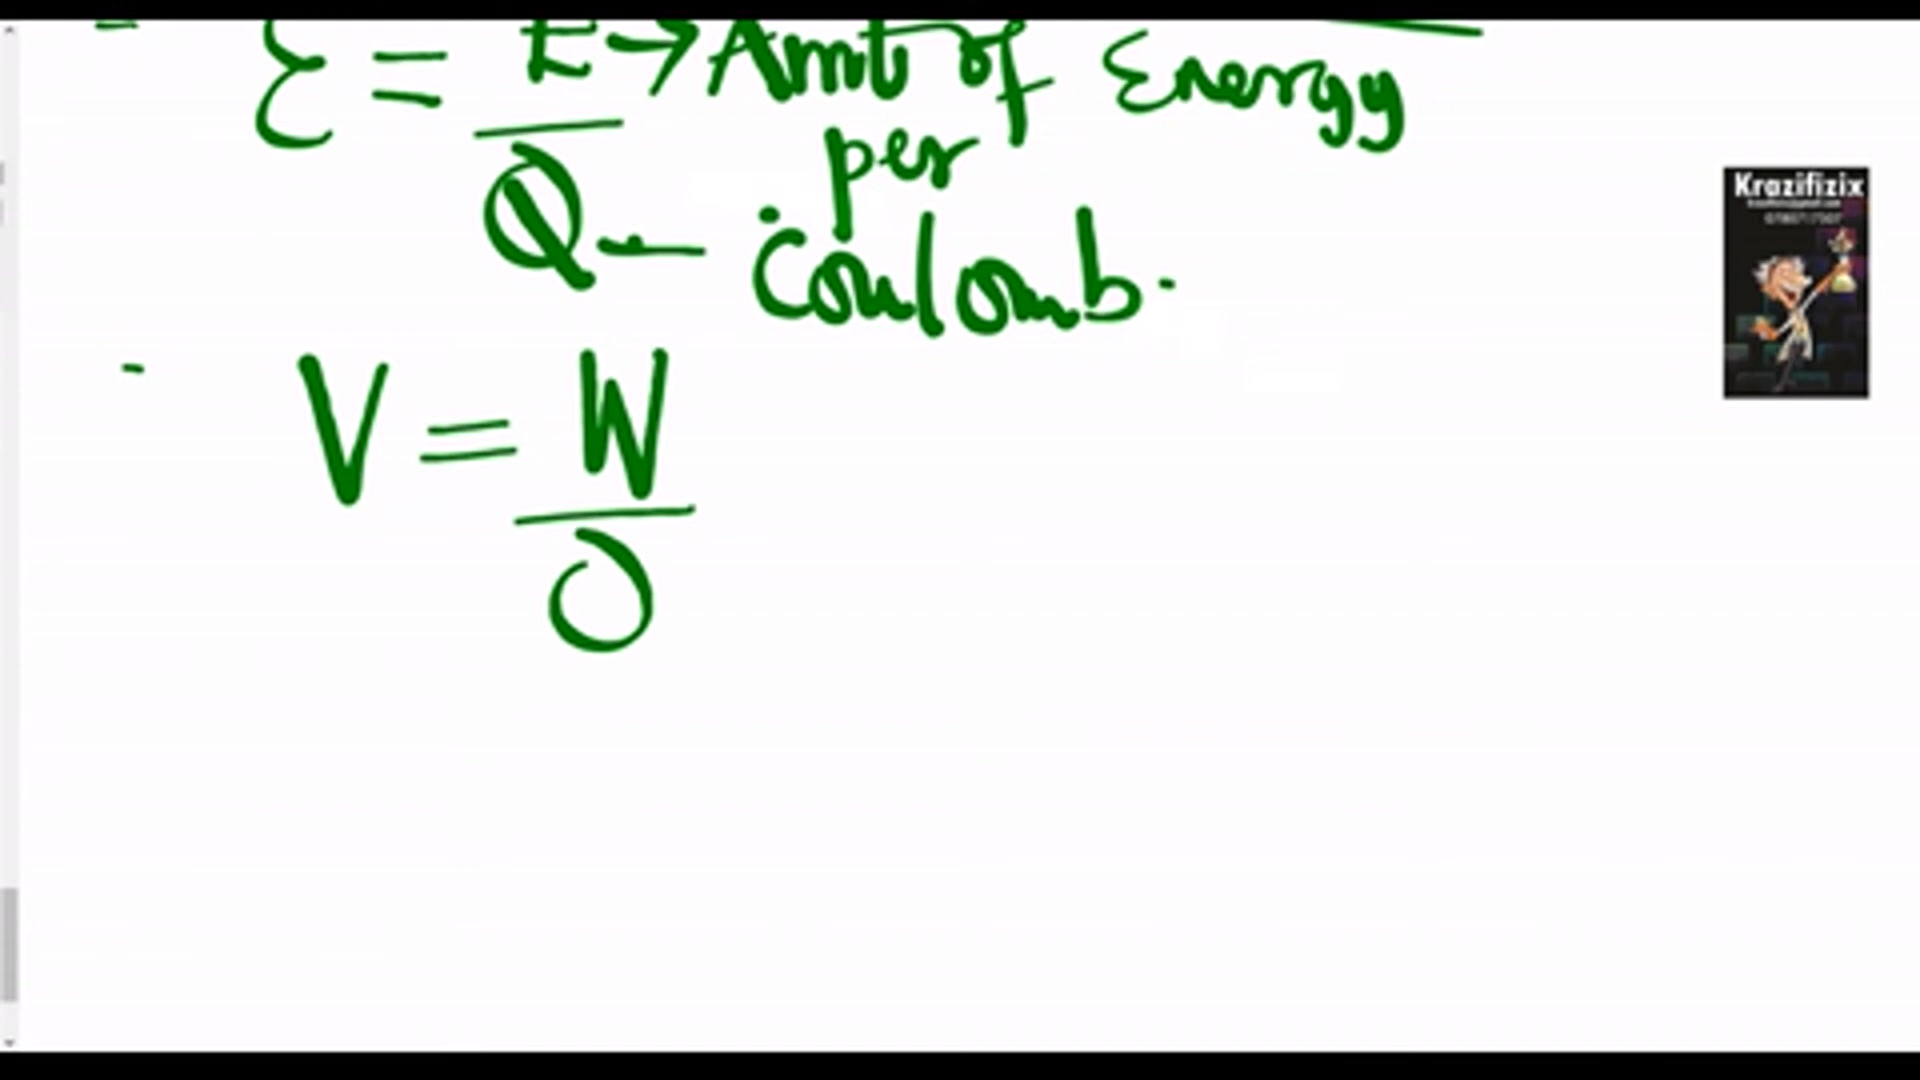 Ɛ = E → Amt of Energy
per
Q - Coulomb.
- V = W
O
Krazifizix